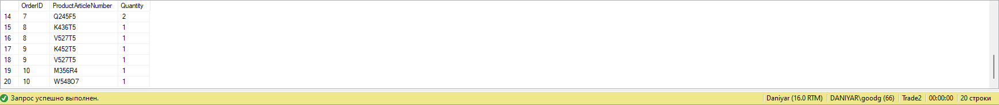 OrderID ProductArticleNumber Quantity
14 7 Q245F5 2
15 8 K436T5 1
16 8 V527T5 1
17 9 K452T5 1
18 9 V527T5 1
19 10 M356R4 1
20 10 W548O7 1
Запрос успешно выполнен. Daniyar (16.0 RTM) DANIYAR\goodg (66) Trade2 00:00:00 20 строки